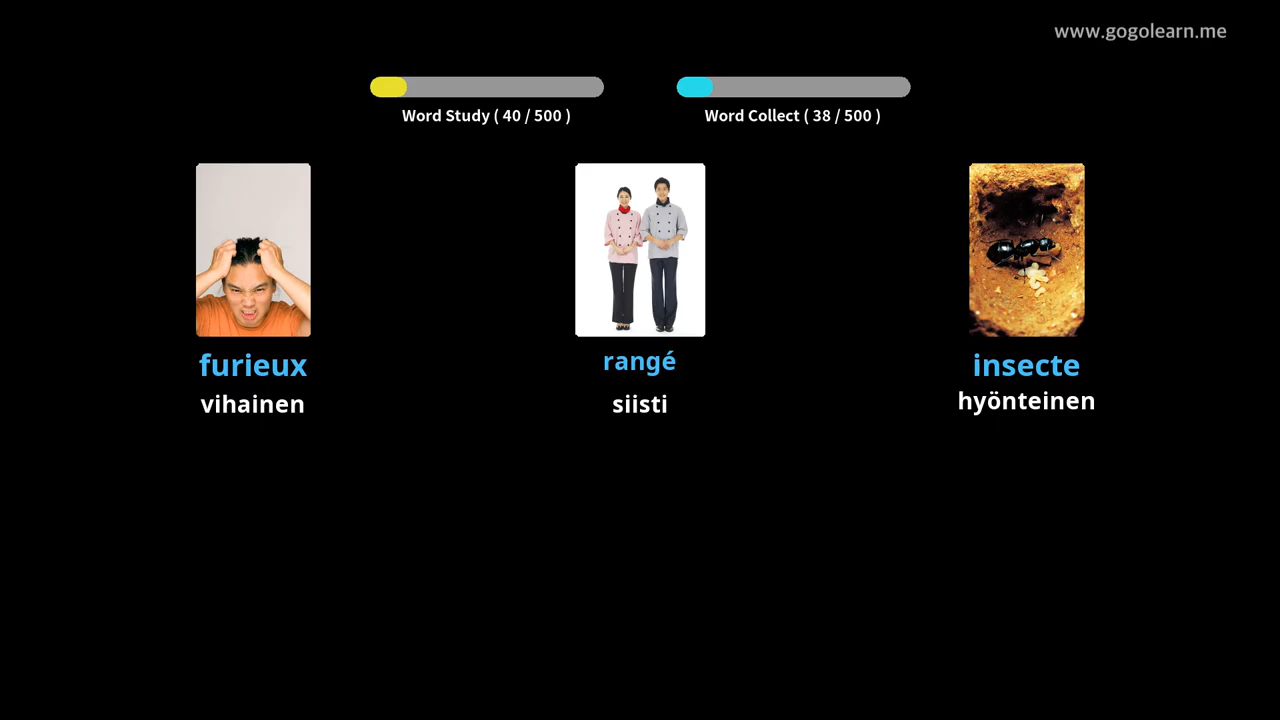 www.gogolearn.me
Word Study ( 40 / 500 )
Word Collect ( 38 / 500 )
furieux
vihainen
rangé
siisti
insecte
hyönteinen